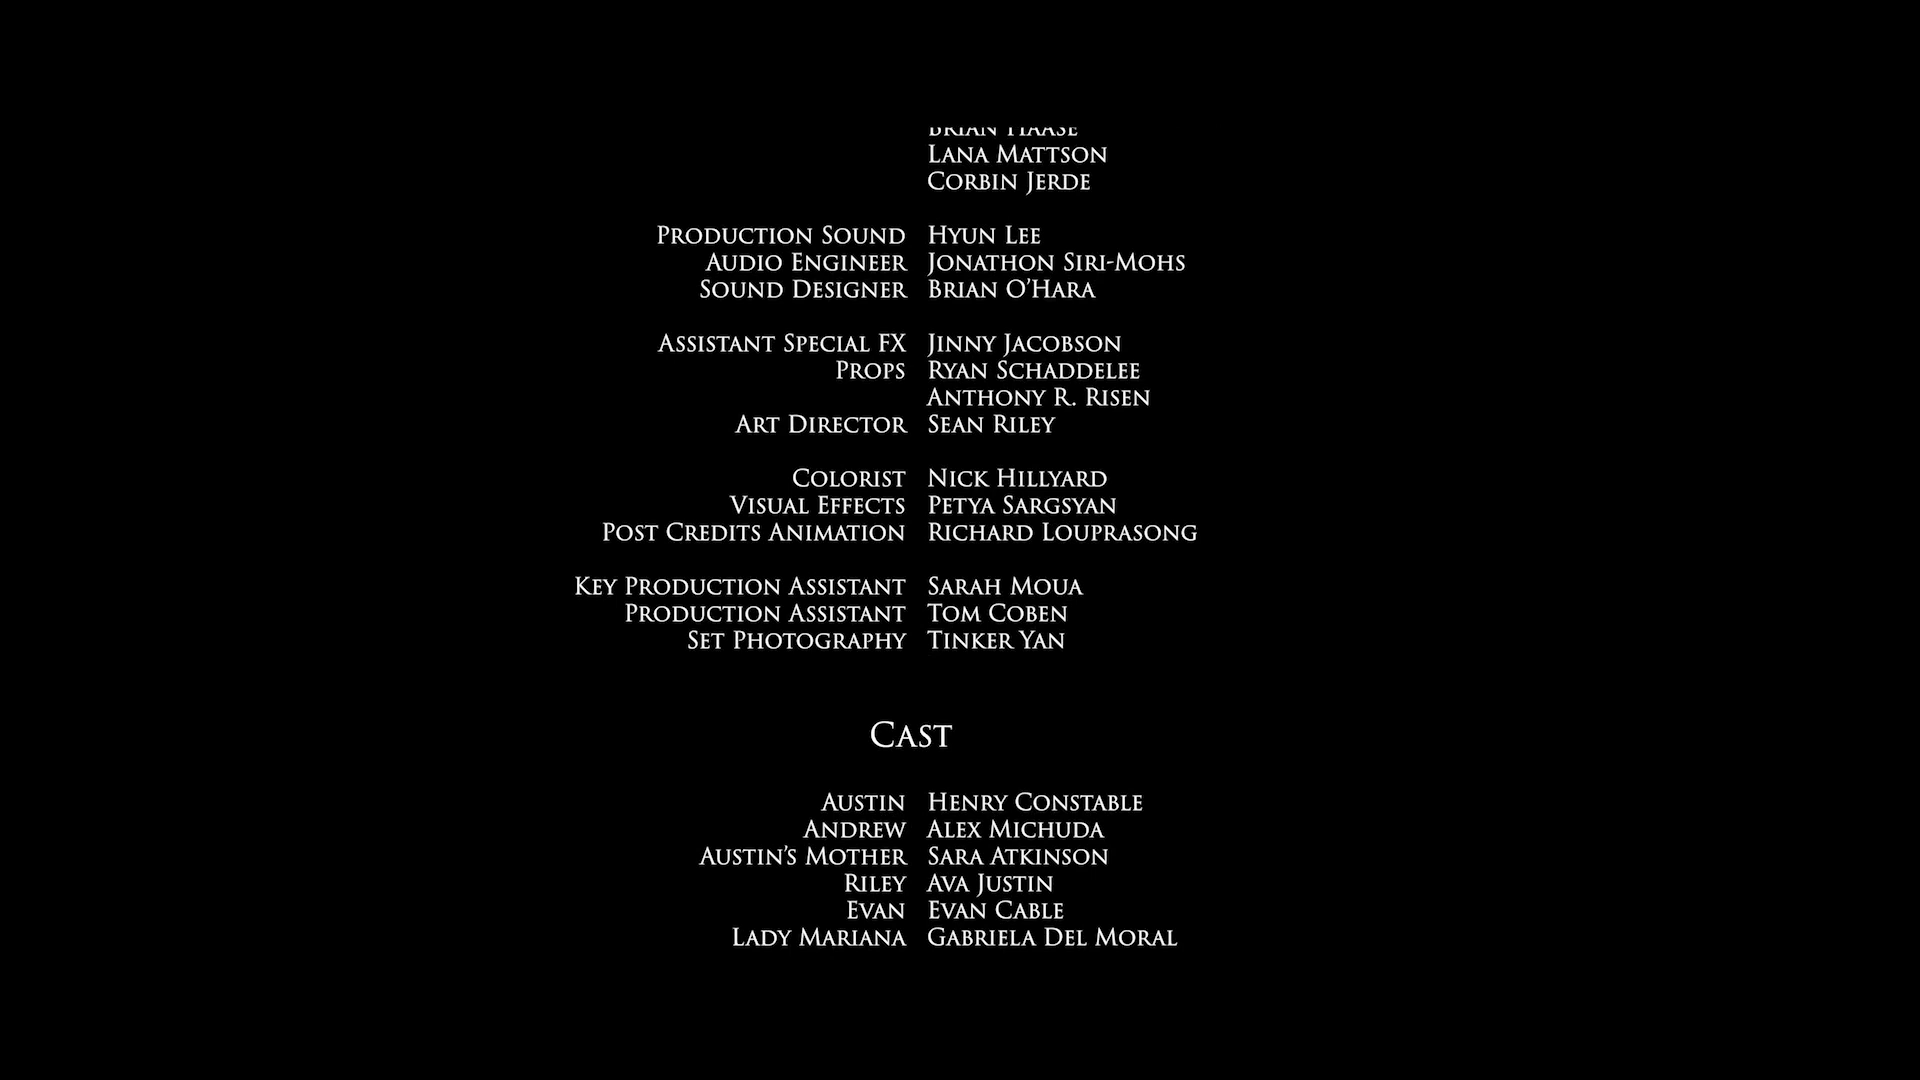 Brian Haase
Lana Mattson
Corbin Jerde
Production Sound Hyun Lee
Audio Engineer Jonathon Siri-Mohs
Sound Designer Brian O’Hara
Assistant Special FX Jinny Jacobson
Props Ryan Schaddelee
Anthony R. Risen
Art Director Sean Riley
Colorist Nick Hillyard
Visual Effects Petya Sargsyan
Post Credits Animation Richard Louprasong
Key Production Assistant Sarah Moua
Production Assistant Tom Coben
Set Photography Tinker Yan
Cast
Austin Henry Constable
Andrew Alex Michuda
Austin’s Mother Sara Atkinson
Riley Ava Justin
Evan Evan Cable
Lady Mariana Gabriela Del Moral